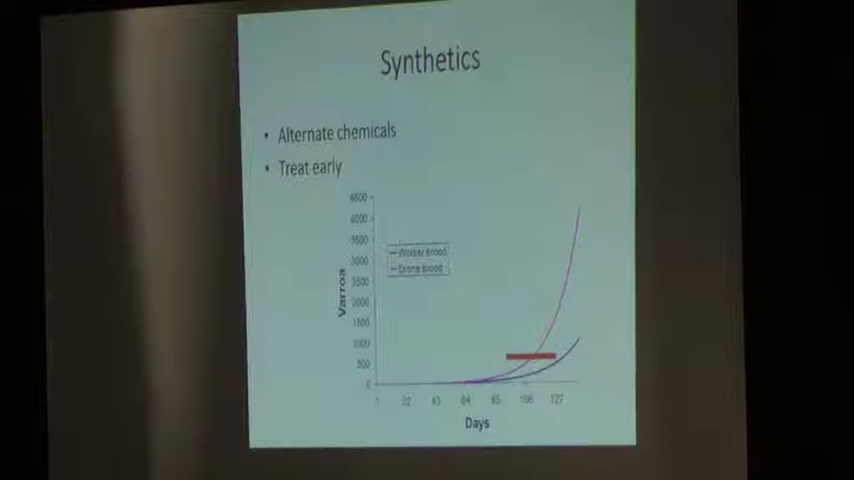 Synthetics
• Alternate chemicals
• Treat early
4500
4000
3500
3000
2500
2000
1500
1000
500
0
Varroa
Worker brood
Drone brood
1 22 43 64 85 106 127
Days